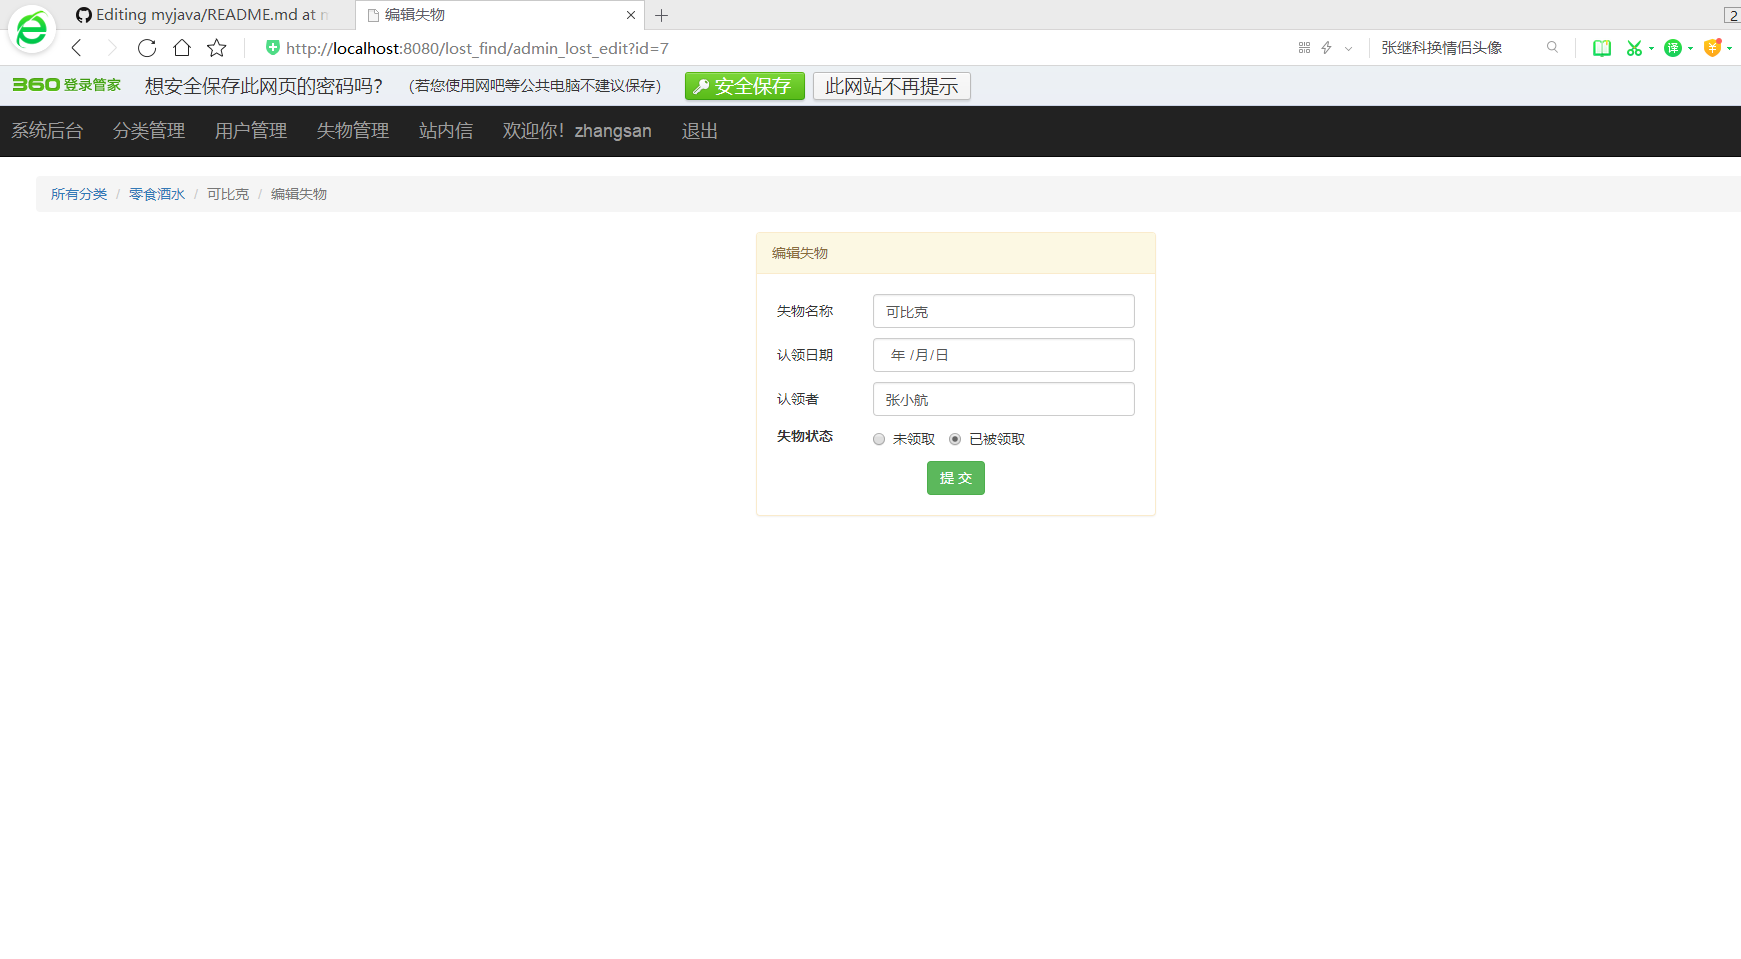 Editing myjava/README.md at m
编辑失物
2
http://localhost:8080/lost_find/admin_lost_edit?id=7
张继科换情侣头像
译
360登录管家 想安全保存此网页的密码吗? (若您使用网吧等公共电脑不建议保存) 安全保存 此网站不再提示
系统后台 分类管理 用户管理 失物管理 站内信 欢迎你! zhangsan 退出
所有分类 / 零食酒水 / 可比克 / 编辑失物
编辑失物
失物名称 可比克
认领日期 年 /月/日
认领者 张小航
失物状态 未领取 已被领取
提 交